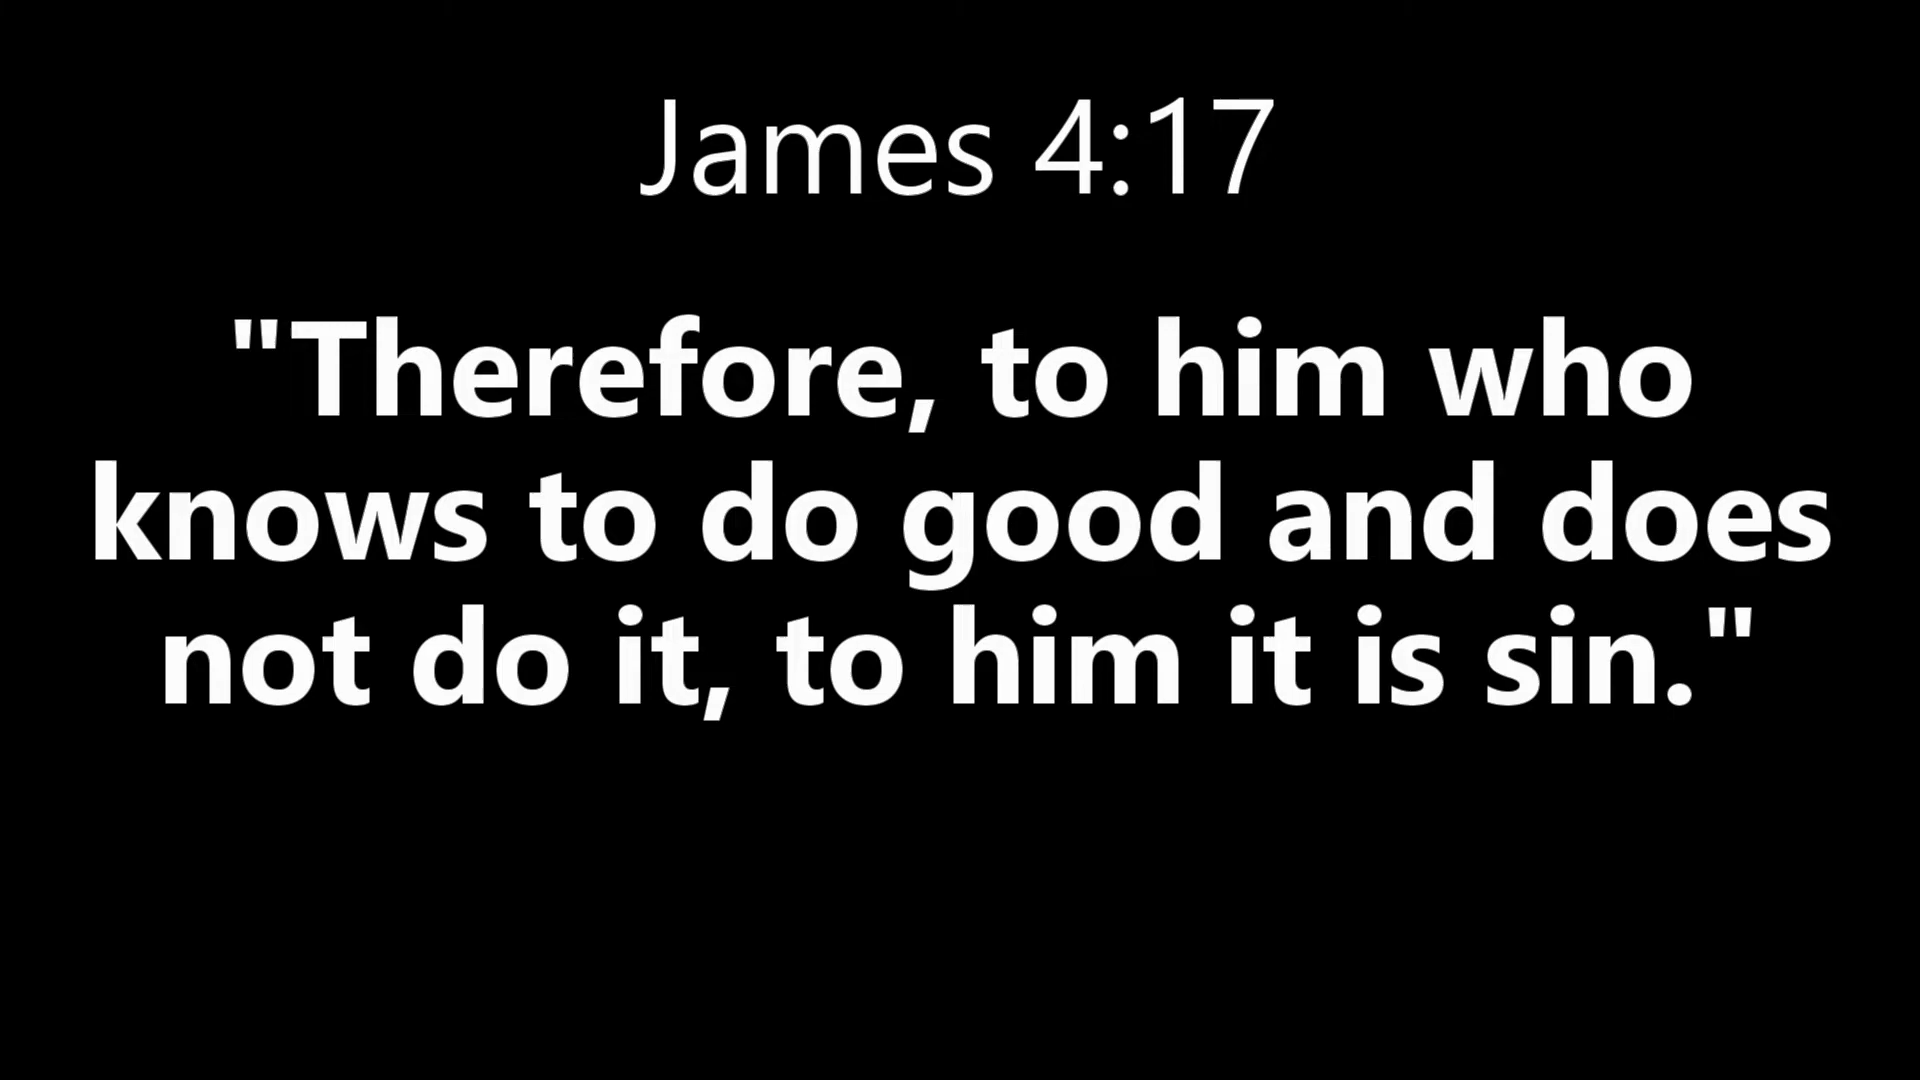 James 4:17
"Therefore, to him who
knows to do good and does
not do it, to him it is sin."